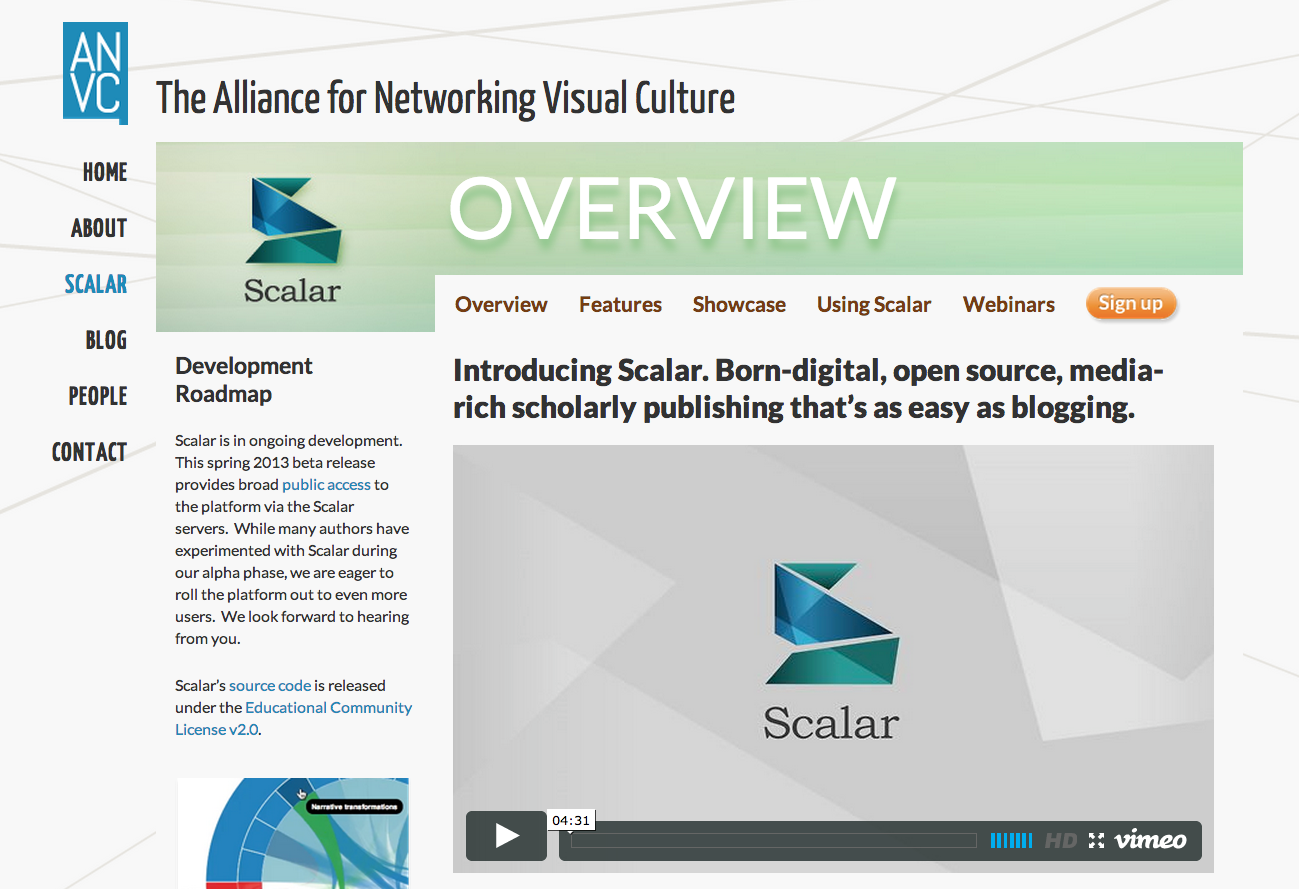 AN
VC
The Alliance for Networking Visual Culture
HOME
ABOUT
SCALAR
BLOG
PEOPLE
CONTACT
Scalar
OVERVIEW
Overview Features Showcase Using Scalar Webinars Sign up
Development
Roadmap
Scalar is in ongoing development.
This spring 2013 beta release
provides broad public access to
the platform via the Scalar
servers. While many authors have
experimented with Scalar during
our alpha phase, we are eager to
roll the platform out to even more
users. We look forward to hearing
from you.
Scalar's source code is released
under the Educational Community
License v2.0.
Narrative transformations
Introducing Scalar. Born-digital, open source, media-
rich scholarly publishing that's as easy as blogging.
Scalar
04:31
HD vimeo